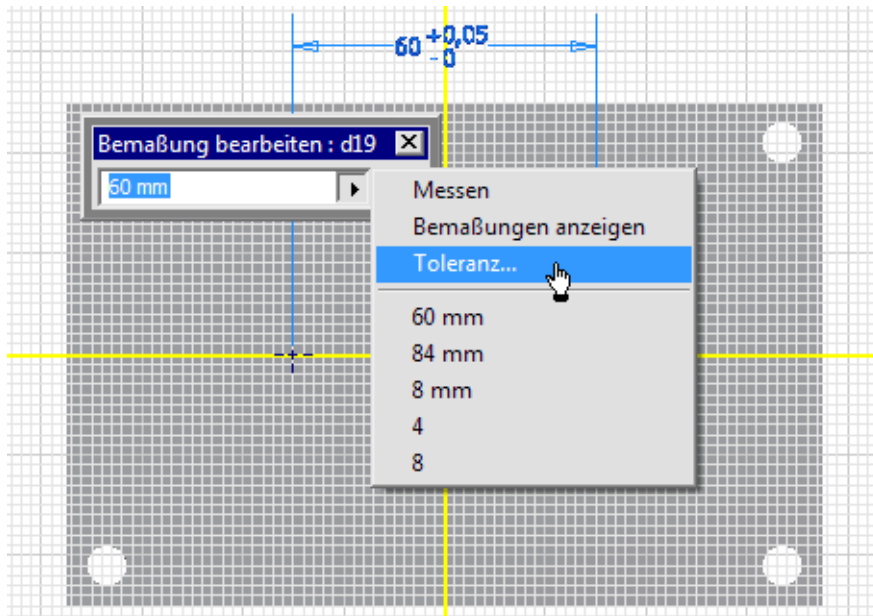 60 +0,05
-0
Bemaßung bearbeiten : d19
60 mm
Messen
Bemaßungen anzeigen
Toleranz...
60 mm
84 mm
8 mm
4
8